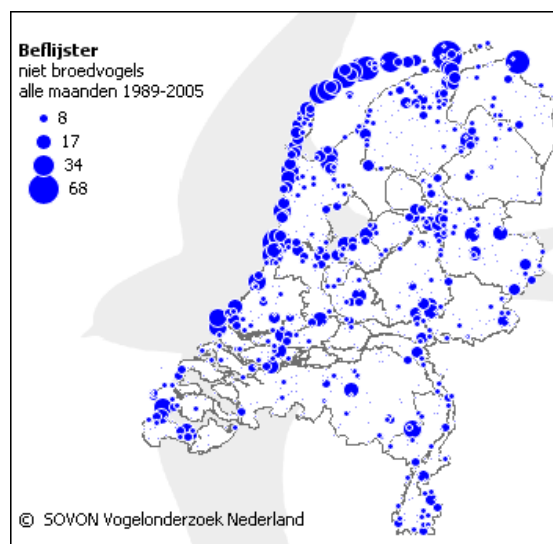 Beflijster
niet broedvogels
alle maanden 1989-2005
8
17
34
68
© SOVON Vogelonderzoek Nederland